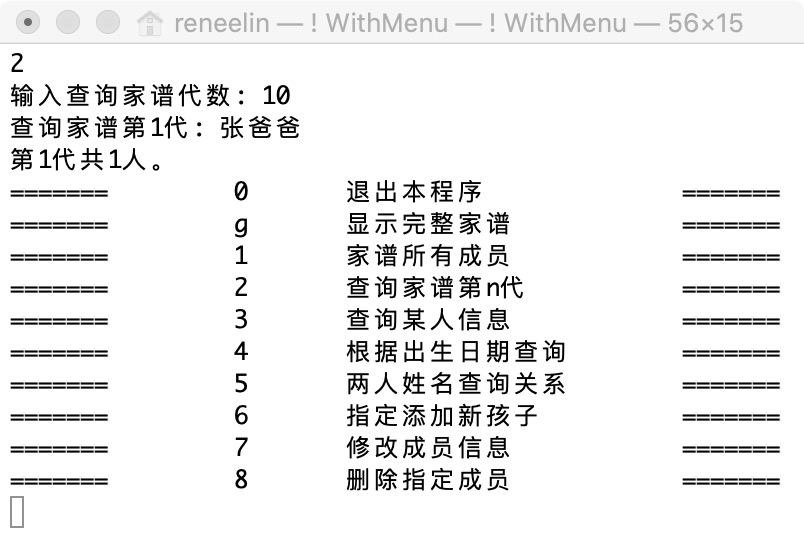 reneelin — ! WithMenu — ! WithMenu — 56×15
2
输入查询家谱代数：10
查询家谱第1代：张爸爸
第1代共1人。
======= 0 退出本程序 =======
======= g 显示完整家谱 =======
======= 1 家谱所有成员 =======
======= 2 查询家谱第n代 =======
======= 3 查询某人信息 =======
======= 4 根据出生日期查询 =======
======= 5 两人姓名查询关系 =======
======= 6 指定添加新孩子 =======
======= 7 修改成员信息 =======
======= 8 删除指定成员 =======